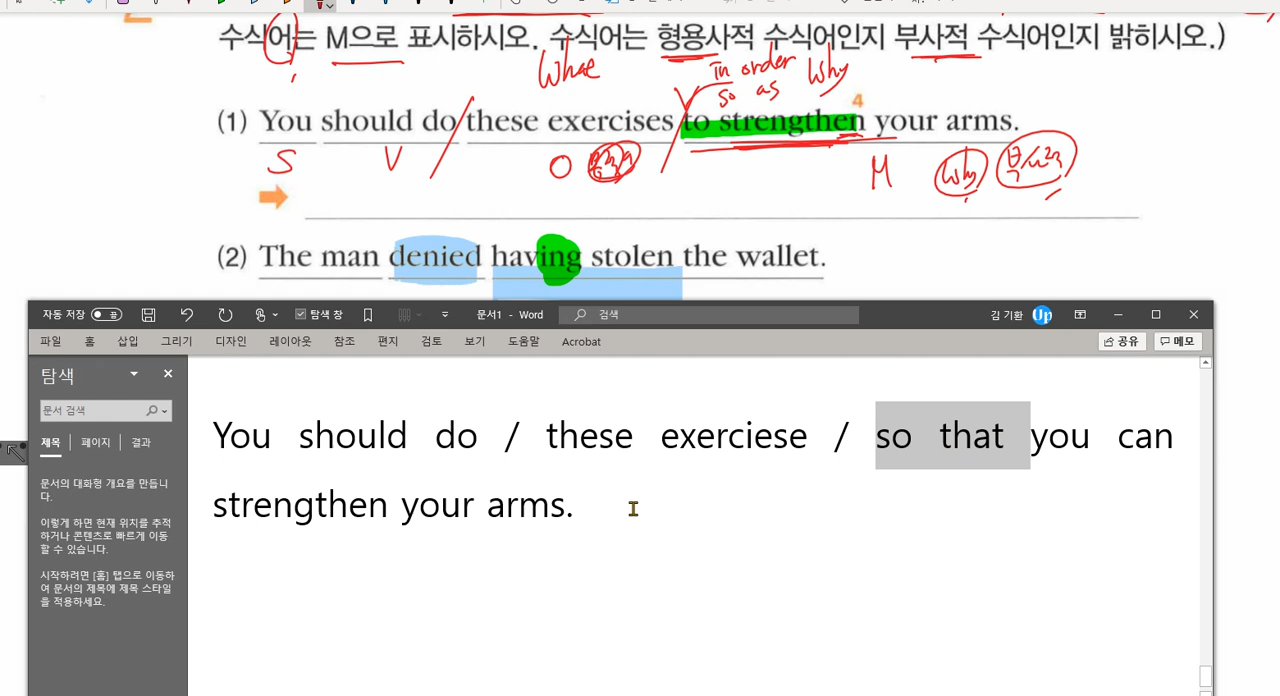 수식어는 M으로 표시하시오. 수식어는 형용사적 수식어인지 부사적 수식어인지 밝히시오.)
What
in order
so as
Why
4
(1) You should do these exercises to strengthen your arms.
S V O M Why
(2) The man denied having stolen the wallet.
자동 저장 끔 탐색 창 문서1 - Word 검색 김 기환 Up
파일 홈 삽입 그리기 디자인 레이아웃 참조 편지 검토 보기 도움말 Acrobat 공유 메모
탐색
문서 검색
제목 페이지 결과
문서의 대화형 개요를 만듭니
다.
이렇게 하면 현재 위치를 추적
하거나 콘텐츠로 빠르게 이동
할 수 있습니다.
시작하려면 [홈] 탭으로 이동하
여 문서의 제목에 제목 스타일
을 적용하세요.
You should do / these exerciese / so that you can
strengthen your arms.